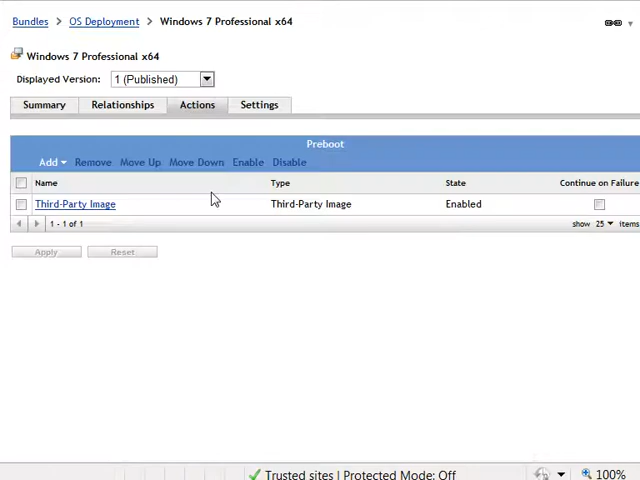 Bundles > OS Deployment > Windows 7 Professional x64
Windows 7 Professional x64
Displayed Version: 1 (Published)
Summary Relationships Actions Settings
Preboot
Add Remove Move Up Move Down Enable Disable
Name Type State Continue on Failure
Third-Party Image Third-Party Image Enabled
1 - 1 of 1 show 25 items
Apply Reset
Trusted sites | Protected Mode: Off 100%